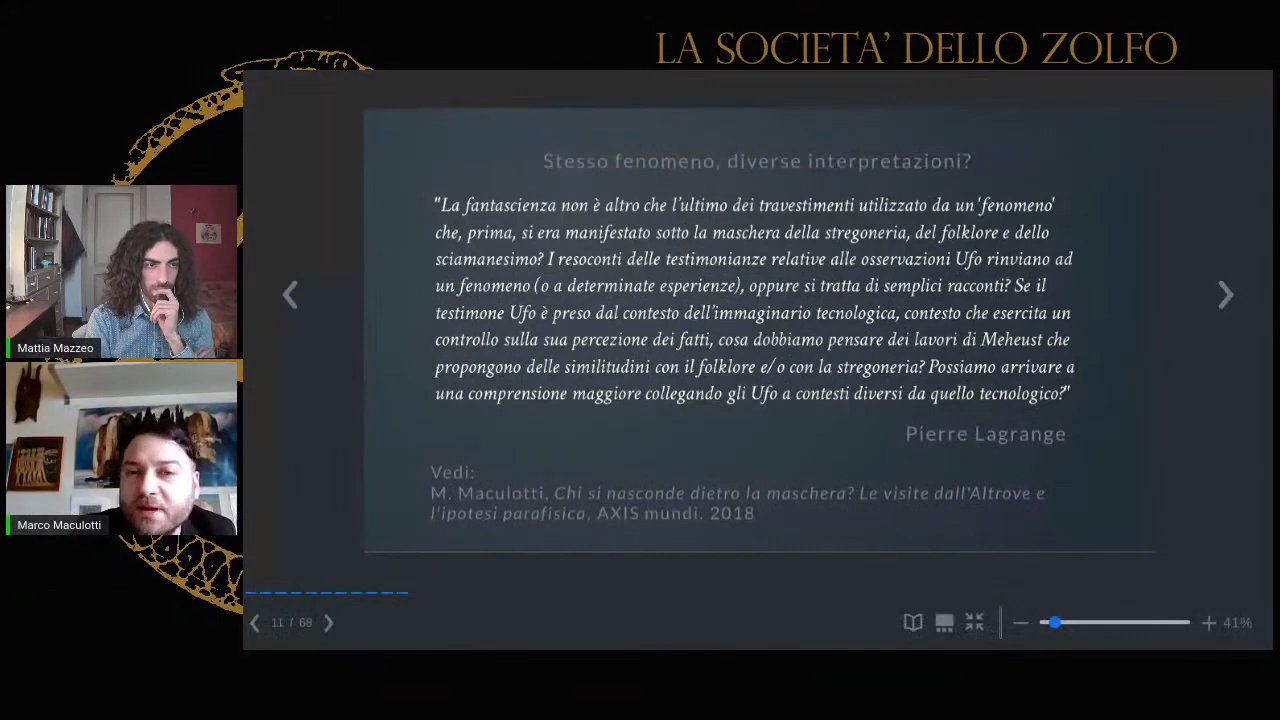 LA SOCIETA' DELLO ZOLFO
Stesso fenomeno, diverse interpretazioni?
"La fantascienza non è altro che l'ultimo dei travestimenti utilizzato da un 'fenomeno'
che, prima, si era manifestato sotto la maschera della stregoneria, del folklore e dello
sciamanesimo? I resoconti delle testimonianze relative alle osservazioni Ufo rinviano ad
un fenomeno (o a determinate esperienze), oppure si tratta di semplici racconti? Se il
testimone Ufo è preso dal contesto dell'immaginario tecnologica, contesto che esercita un
controllo sulla sua percezione dei fatti, cosa dobbiamo pensare dei lavori di Meheust che
propongono delle similitudini con il folklore e/o con la stregoneria? Possiamo arrivare a
una comprensione maggiore collegando gli Ufo a contesti diversi da quello tecnologico?"
Pierre Lagrange
Vedi:
M. Maculotti, Chi si nasconde dietro la maschera? Le visite dall'Altrove e
l'ipotesi parafisica, AXIS mundi, 2018
Mattia Mazzeo
Marco Maculotti
11 / 68
41%